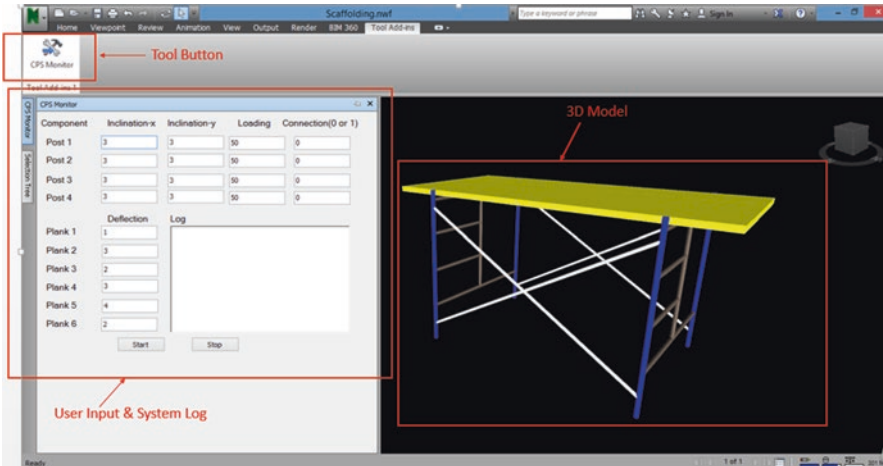 Scaffolding.nwf
Type a keyword or phrase
Sign In
Home Viewpoint Review Animation View Output Render BIM 360 Tool Add-ins
CPS Monitor
Tool Button
Tool Add-ins 1
CPS Monitor
CPS Monitor
Selection Tree
Component Inclination-x Inclination-y Loading Connection(0 or 1)
Post 1 3 3 50 0
Post 2 3 3 50 0
Post 3 3 3 50 0
Post 4 3 3 50 0
Deflection Log
Plank 1 1
Plank 2 3
Plank 3 2
Plank 4 3
Plank 5 4
Plank 6 2
Start Stop
User Input & System Log
3D Model
Ready
1 of 1